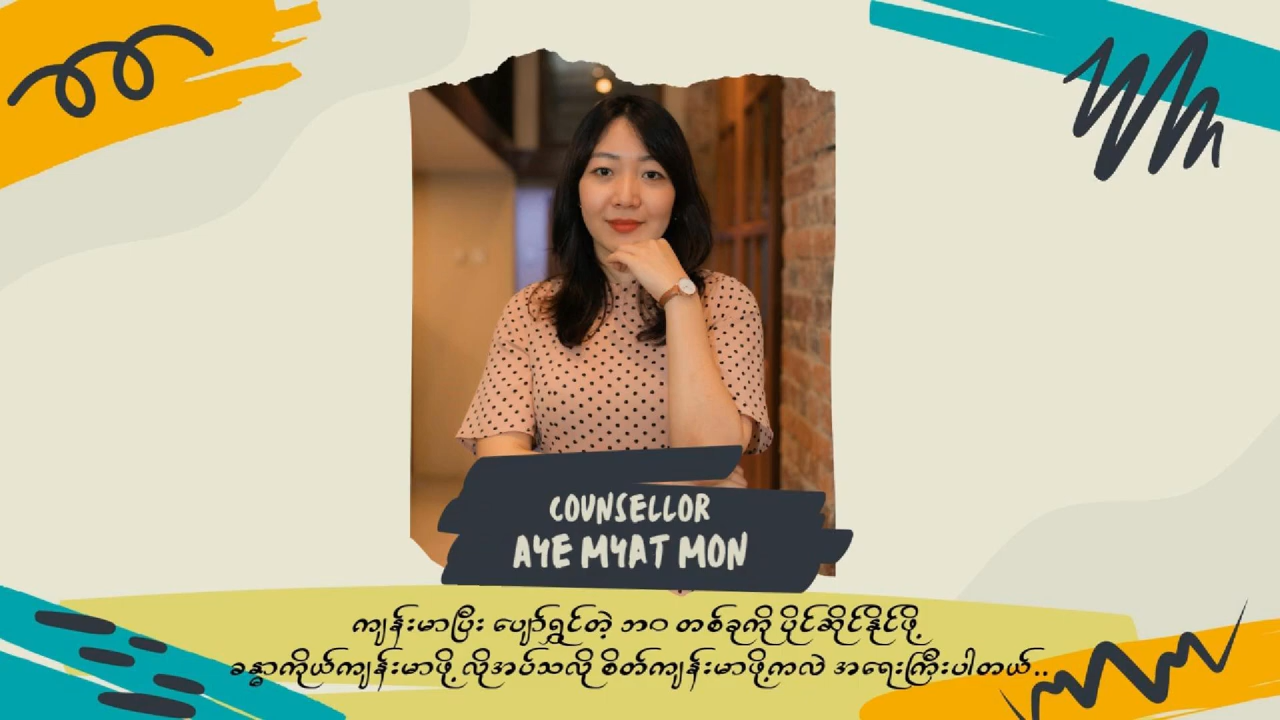 COUNSELLOR
AYE MYAT MON
ကျန်းမာပြီး ပျော်ရွှင်တဲ့ ဘဝ တစ်ခုကို ပိုင်ဆိုင်နိုင်ဖို့
ခန္ဓာကိုယ်ကျန်းမာဖို့ လိုအပ်သလို စိတ်ကျန်းမာဖို့ကလဲ အရေးကြီးပါတယ်..